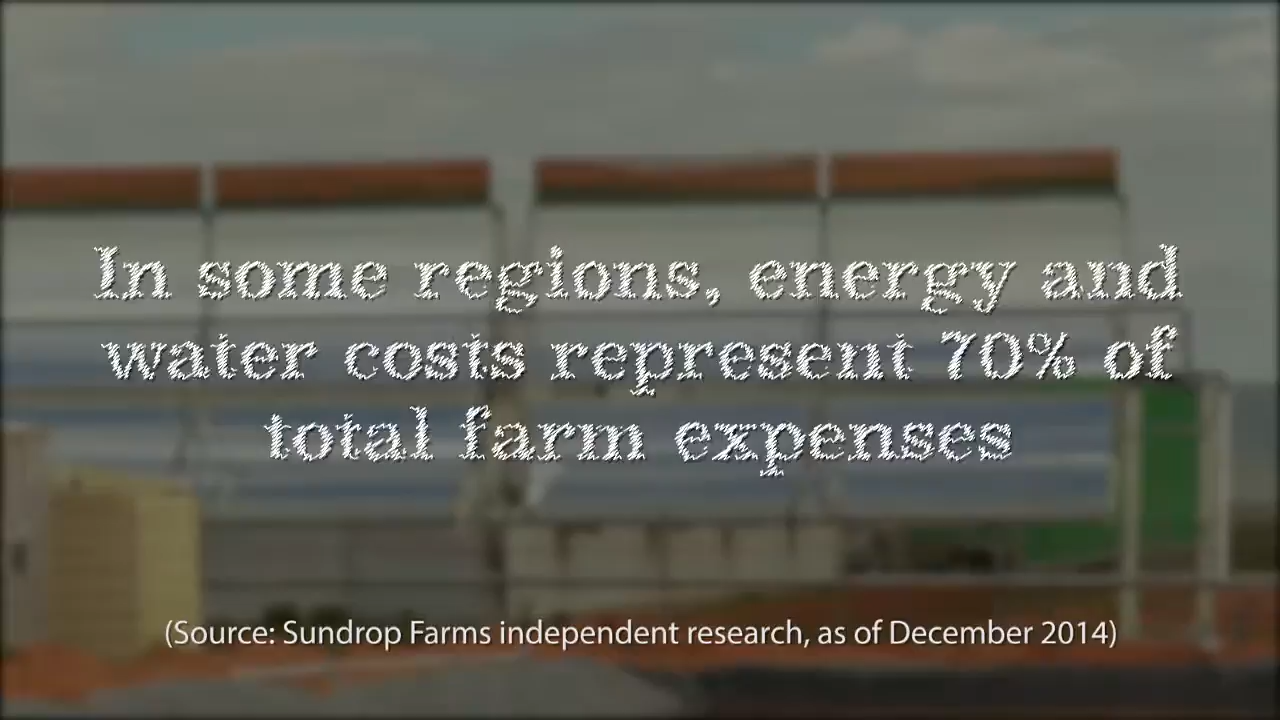 In some regions, energy and
water costs represent 70% of
total farm expenses
(Source: Sundrop Farms independent research, as of December 2014)